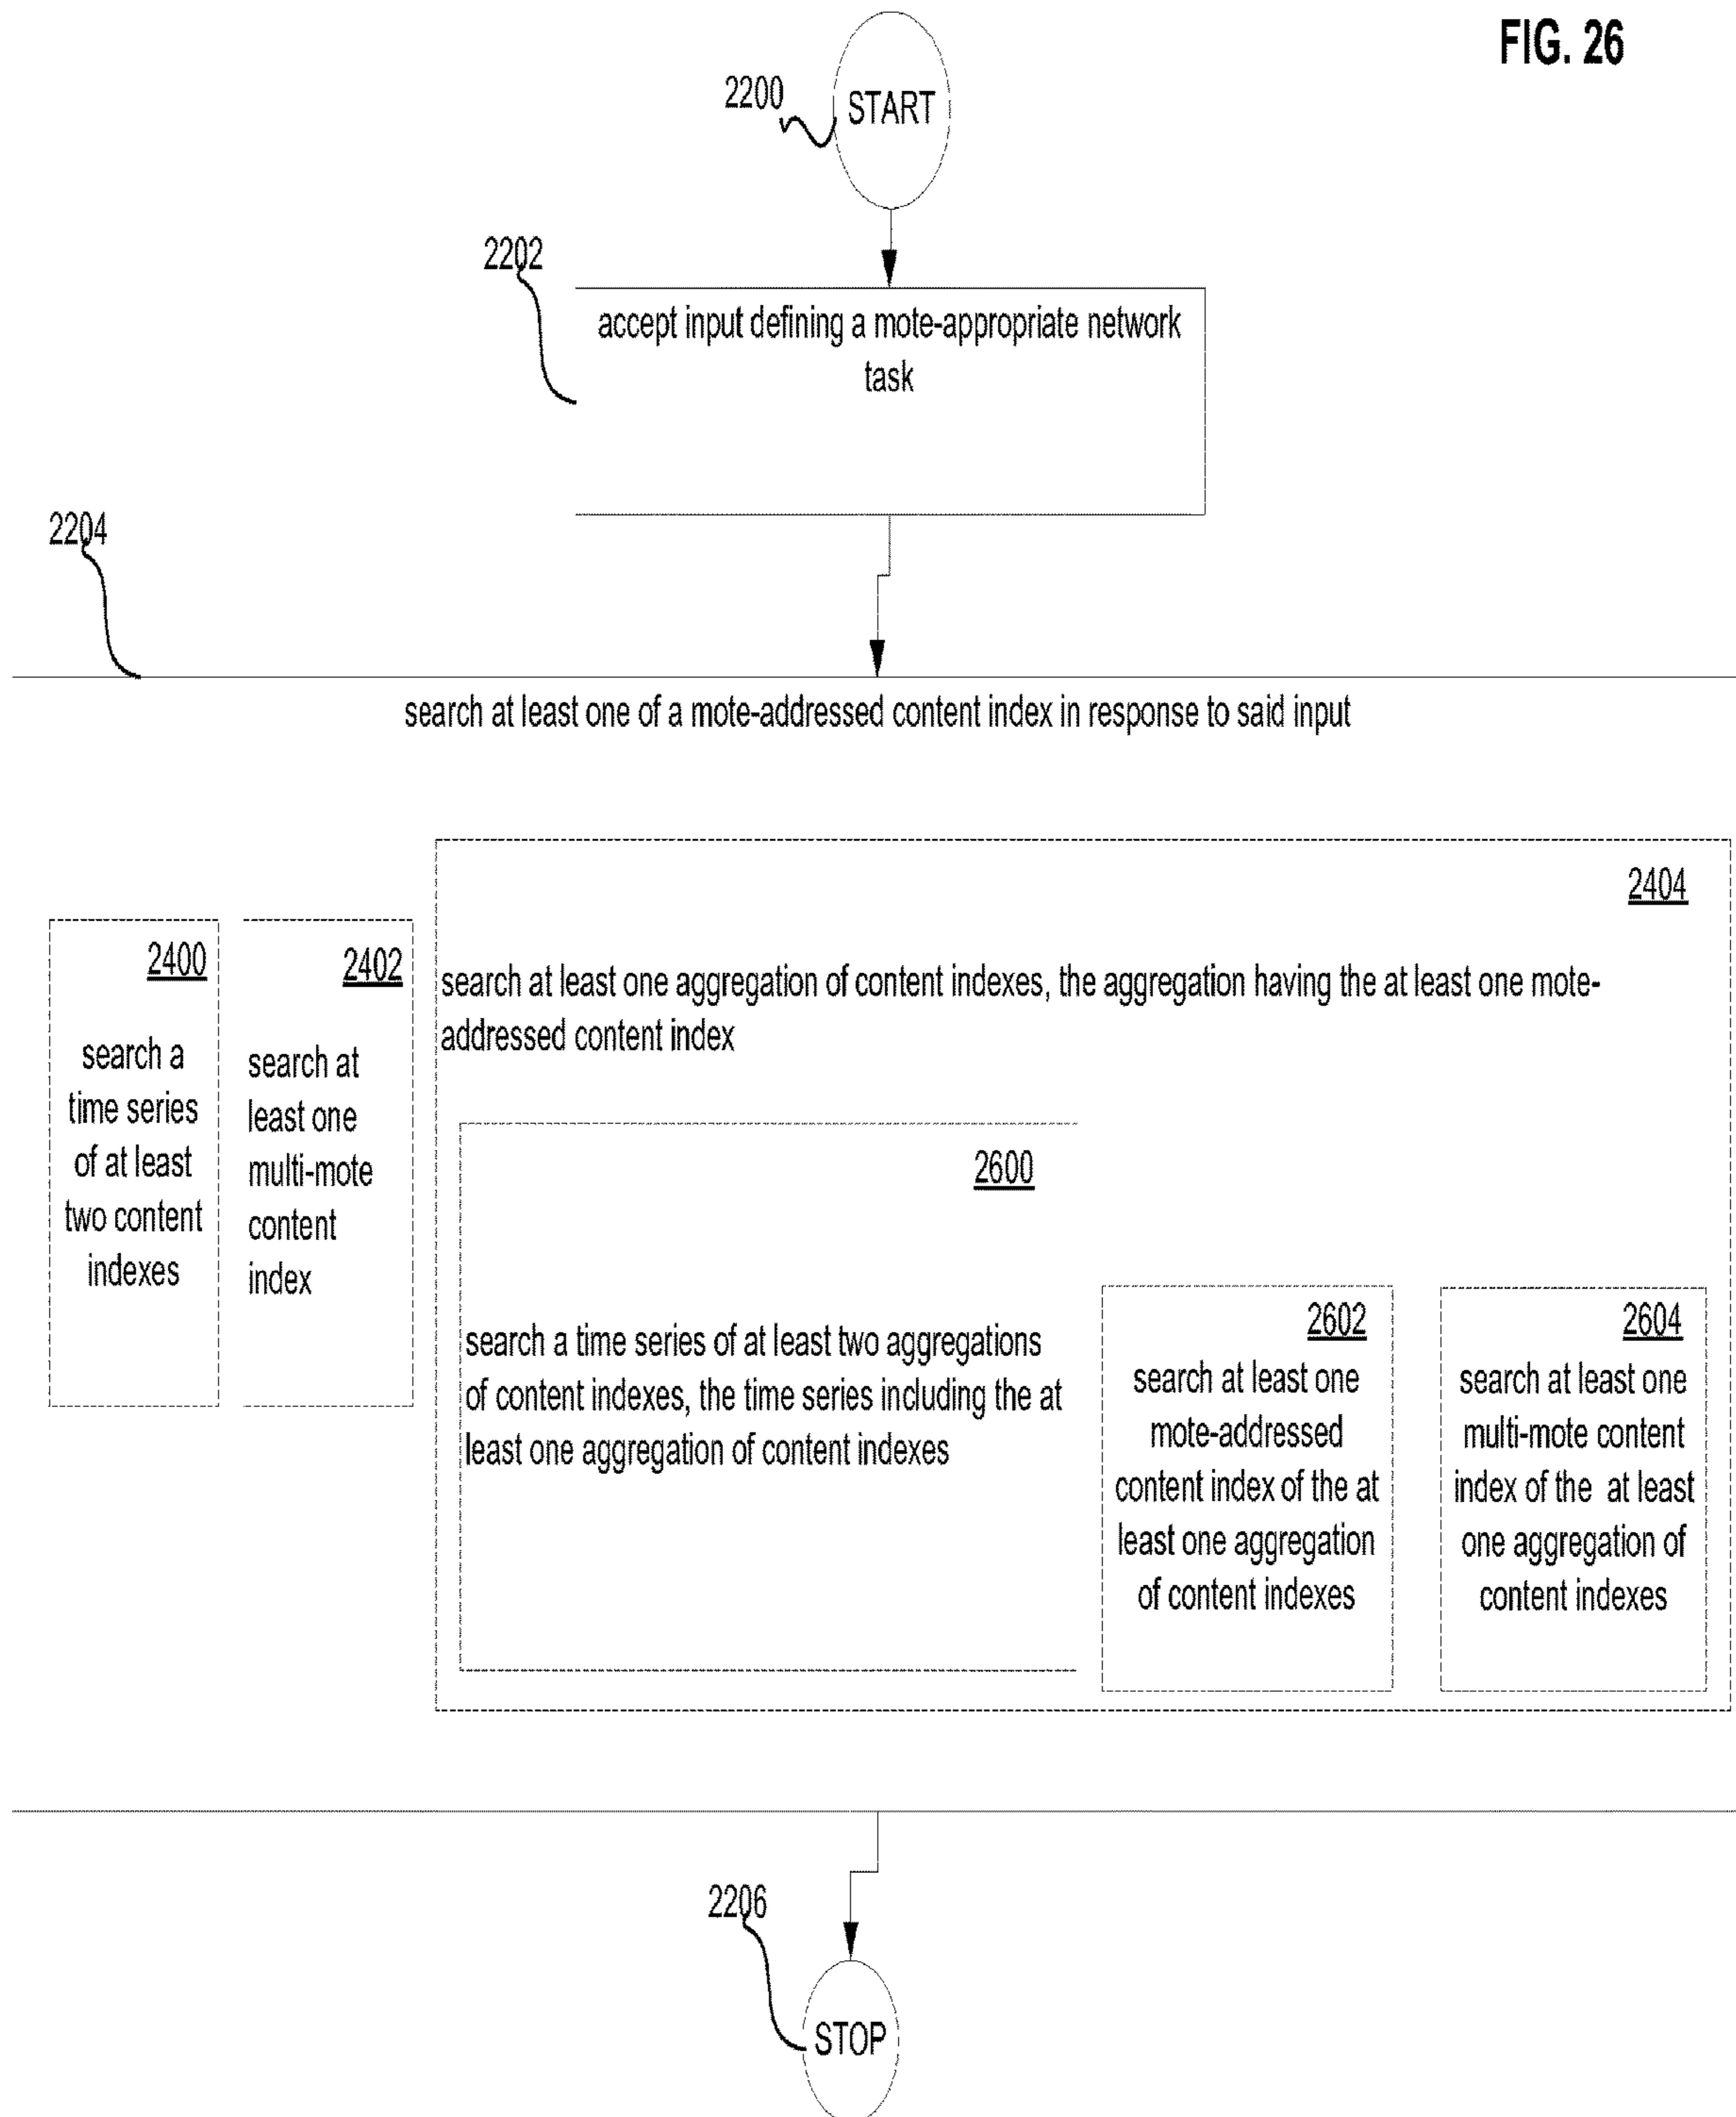 FIG. 26
2200
START
2202
accept input defining a mote-appropriate network
task
2204
search at least one of a mote-addressed content index in response to said input
2404
search at least one aggregation of content indexes, the aggregation having the at least one mote-
addressed content index
2400
search a
time series
of at least
two content
indexes
2402
search at
least one
multi-mote
content
index
2600
search a time series of at least two aggregations
of content indexes, the time series including the at
least one aggregation of content indexes
2602
search at least one
mote-addressed
content index of the at
least one aggregation
of content indexes
2604
search at least one
multi-mote content
index of the at least
one aggregation of
content indexes
2206
STOP